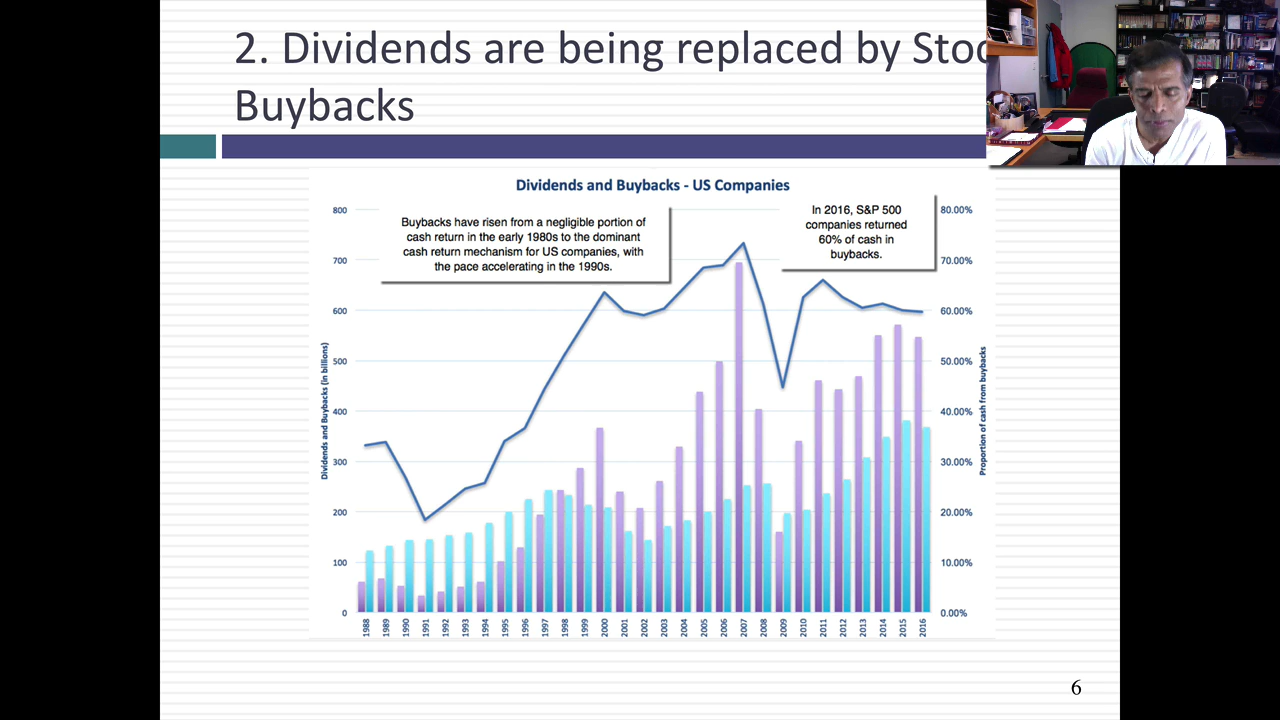 2. Dividends are being replaced by Stoc
Buybacks
Dividends and Buybacks - US Companies
Buybacks have risen from a negligible portion of
cash return in the early 1980s to the dominant
cash return mechanism for US companies, with
the pace accelerating in the 1990s.
In 2016, S&P 500
companies returned
60% of cash in
buybacks.
Dividends and Buybacks (in billions)
800
700
600
500
400
300
200
100
0
80.00%
70.00%
60.00%
50.00%
40.00%
30.00%
20.00%
10.00%
0.00%
Proportion of cash from buybacks
1988 1989 1990 1991 1992 1993 1994 1995 1996 1997 1998 1999 2000 2001 2002 2003 2004 2005 2006 2007 2008 2009 2010 2011 2012 2013 2014 2015 2016
6